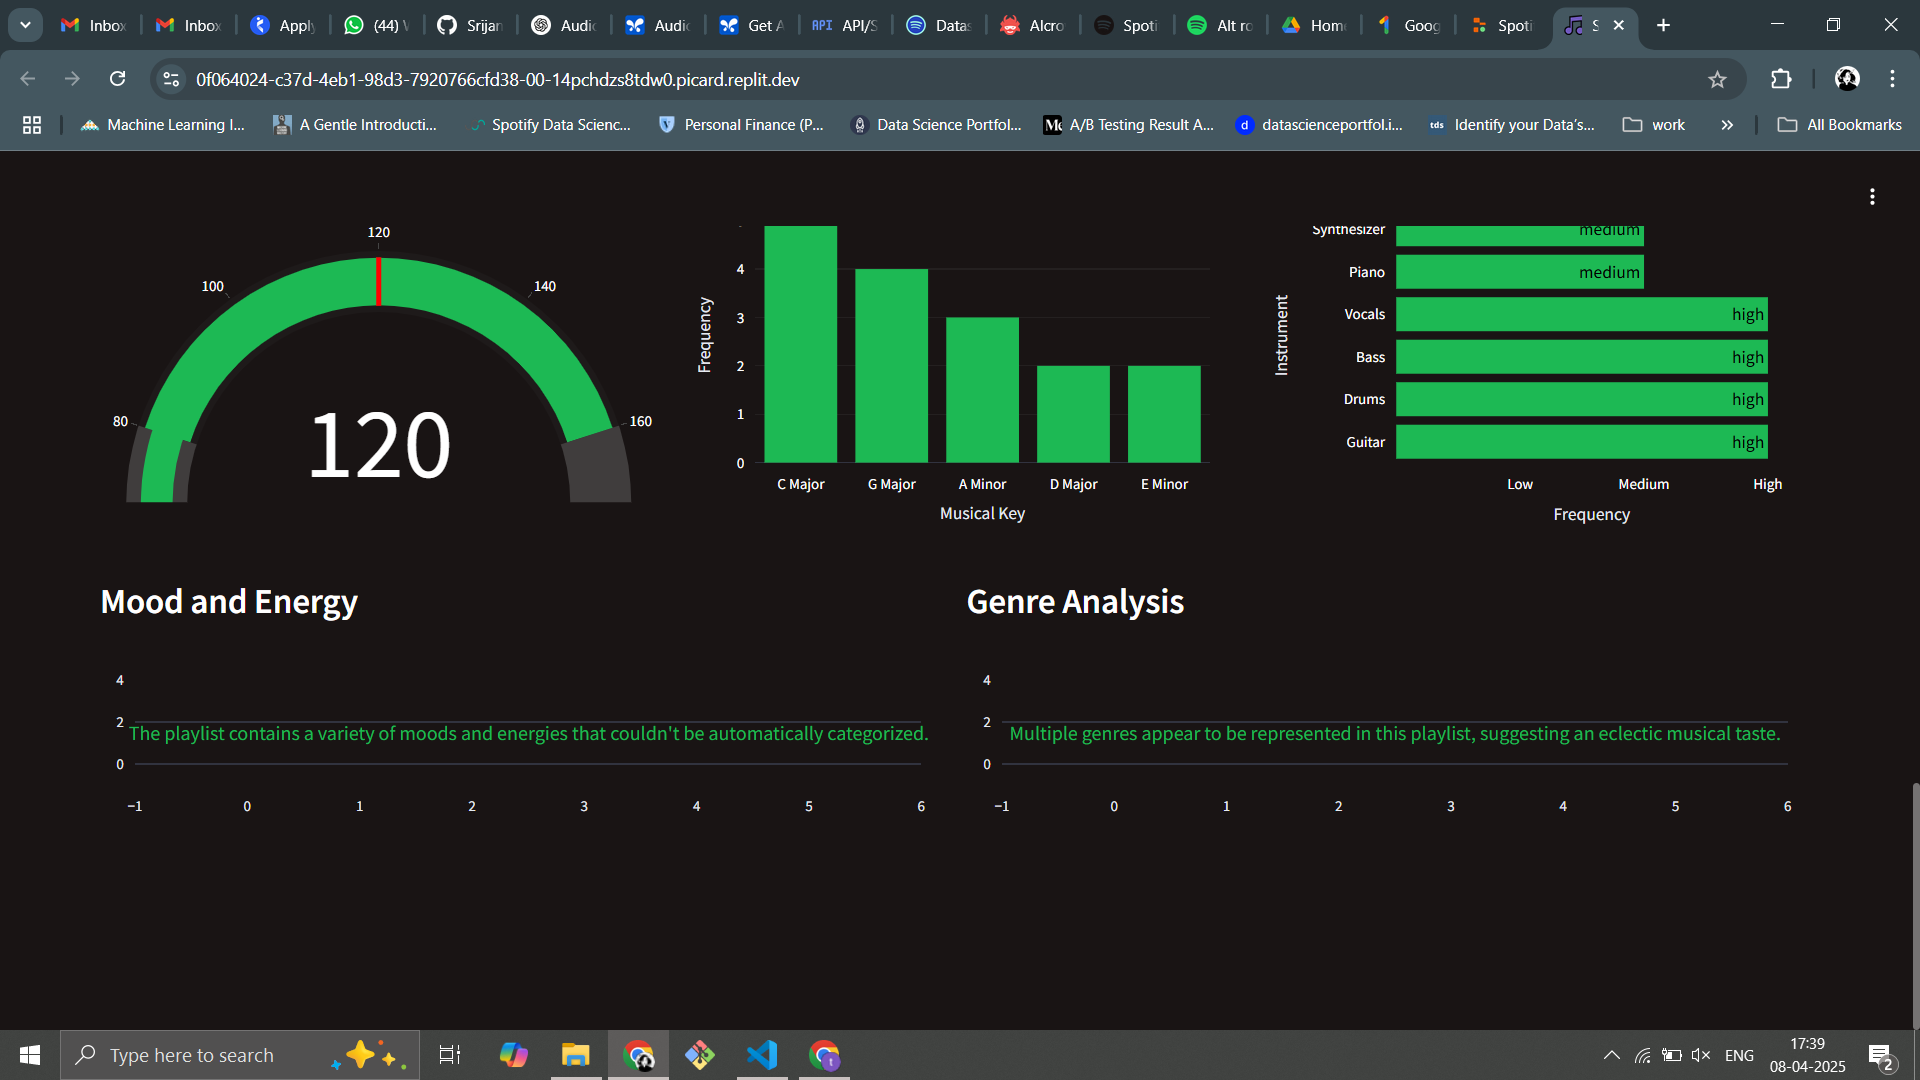 Inbox
Inbox
Apply
(44) W
Srijan
Audio
Audio
Get A
API/S
Datas
Alcro
Spoti
Alt ro
Home
Goog
Spoti
S
0f064024-c37d-4eb1-98d3-7920766cfd38-00-14pchdzs8tdw0.picard.replit.dev
Machine Learning I...
A Gentle Introducti...
Spotify Data Scienc...
Personal Finance (P...
Data Science Portfol...
A/B Testing Result A...
datascienceportfol.i...
tds
Identify your Data's...
work
All Bookmarks
80
100
120
140
160
120
Frequency
4
3
2
1
0
C Major
G Major
A Minor
D Major
E Minor
Musical Key
Instrument
Synthesizer
medium
Piano
medium
Vocals
high
Bass
high
Drums
high
Guitar
high
Low
Medium
High
Frequency
Mood and Energy
4
2
The playlist contains a variety of moods and energies that couldn't be automatically categorized.
0
−1 0 1 2 3 4 5 6
Genre Analysis
4
2
Multiple genres appear to be represented in this playlist, suggesting an eclectic musical taste.
0
−1 0 1 2 3 4 5 6
Type here to search
ENG
17:39
08-04-2025
2